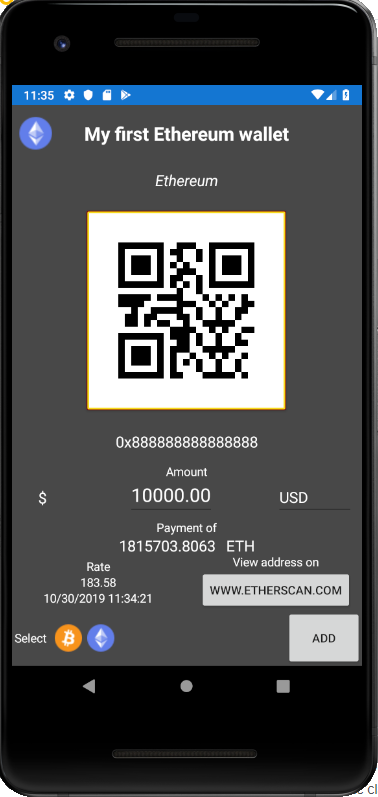 11:35
My first Ethereum wallet
Ethereum
0x888888888888888
Amount
$ 10000.00 USD
Payment of
1815703.8063 ETH
View address on
Rate
183.58
10/30/2019 11:34:21
WWW.ETHERSCAN.COM
Select
ADD